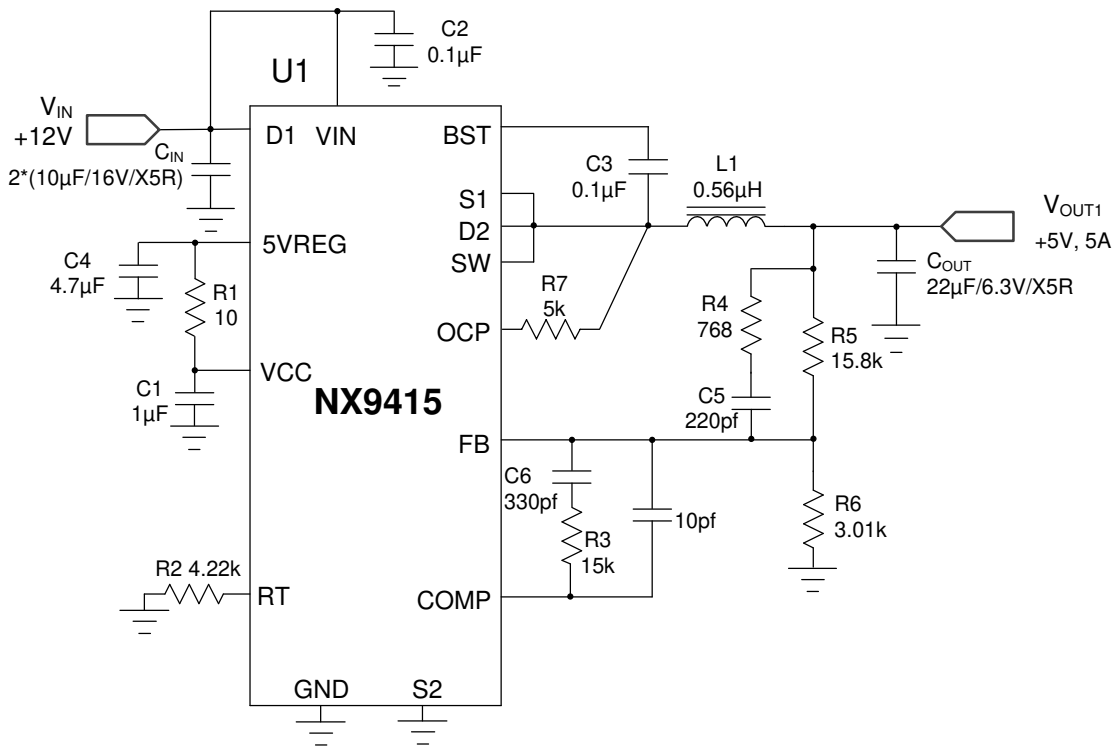 C2
0.1µF
U1
VIN
+12V
D1
VIN
BST
CIN
2*(10µF/16V/X5R)
C3
0.1µF
L1
0.56µH
S1
D2
SW
VOUT1
+5V, 5A
5VREG
C4
4.7µF
R1
10
COUT
22µF/6.3V/X5R
R7
5k
OCP
R4
768
R5
15.8k
VCC
C1
1µF
NX9415
C5
220pf
FB
C6
330pf
10pf
R3
15k
R6
3.01k
R2 4.22k
RT
COMP
GND
S2